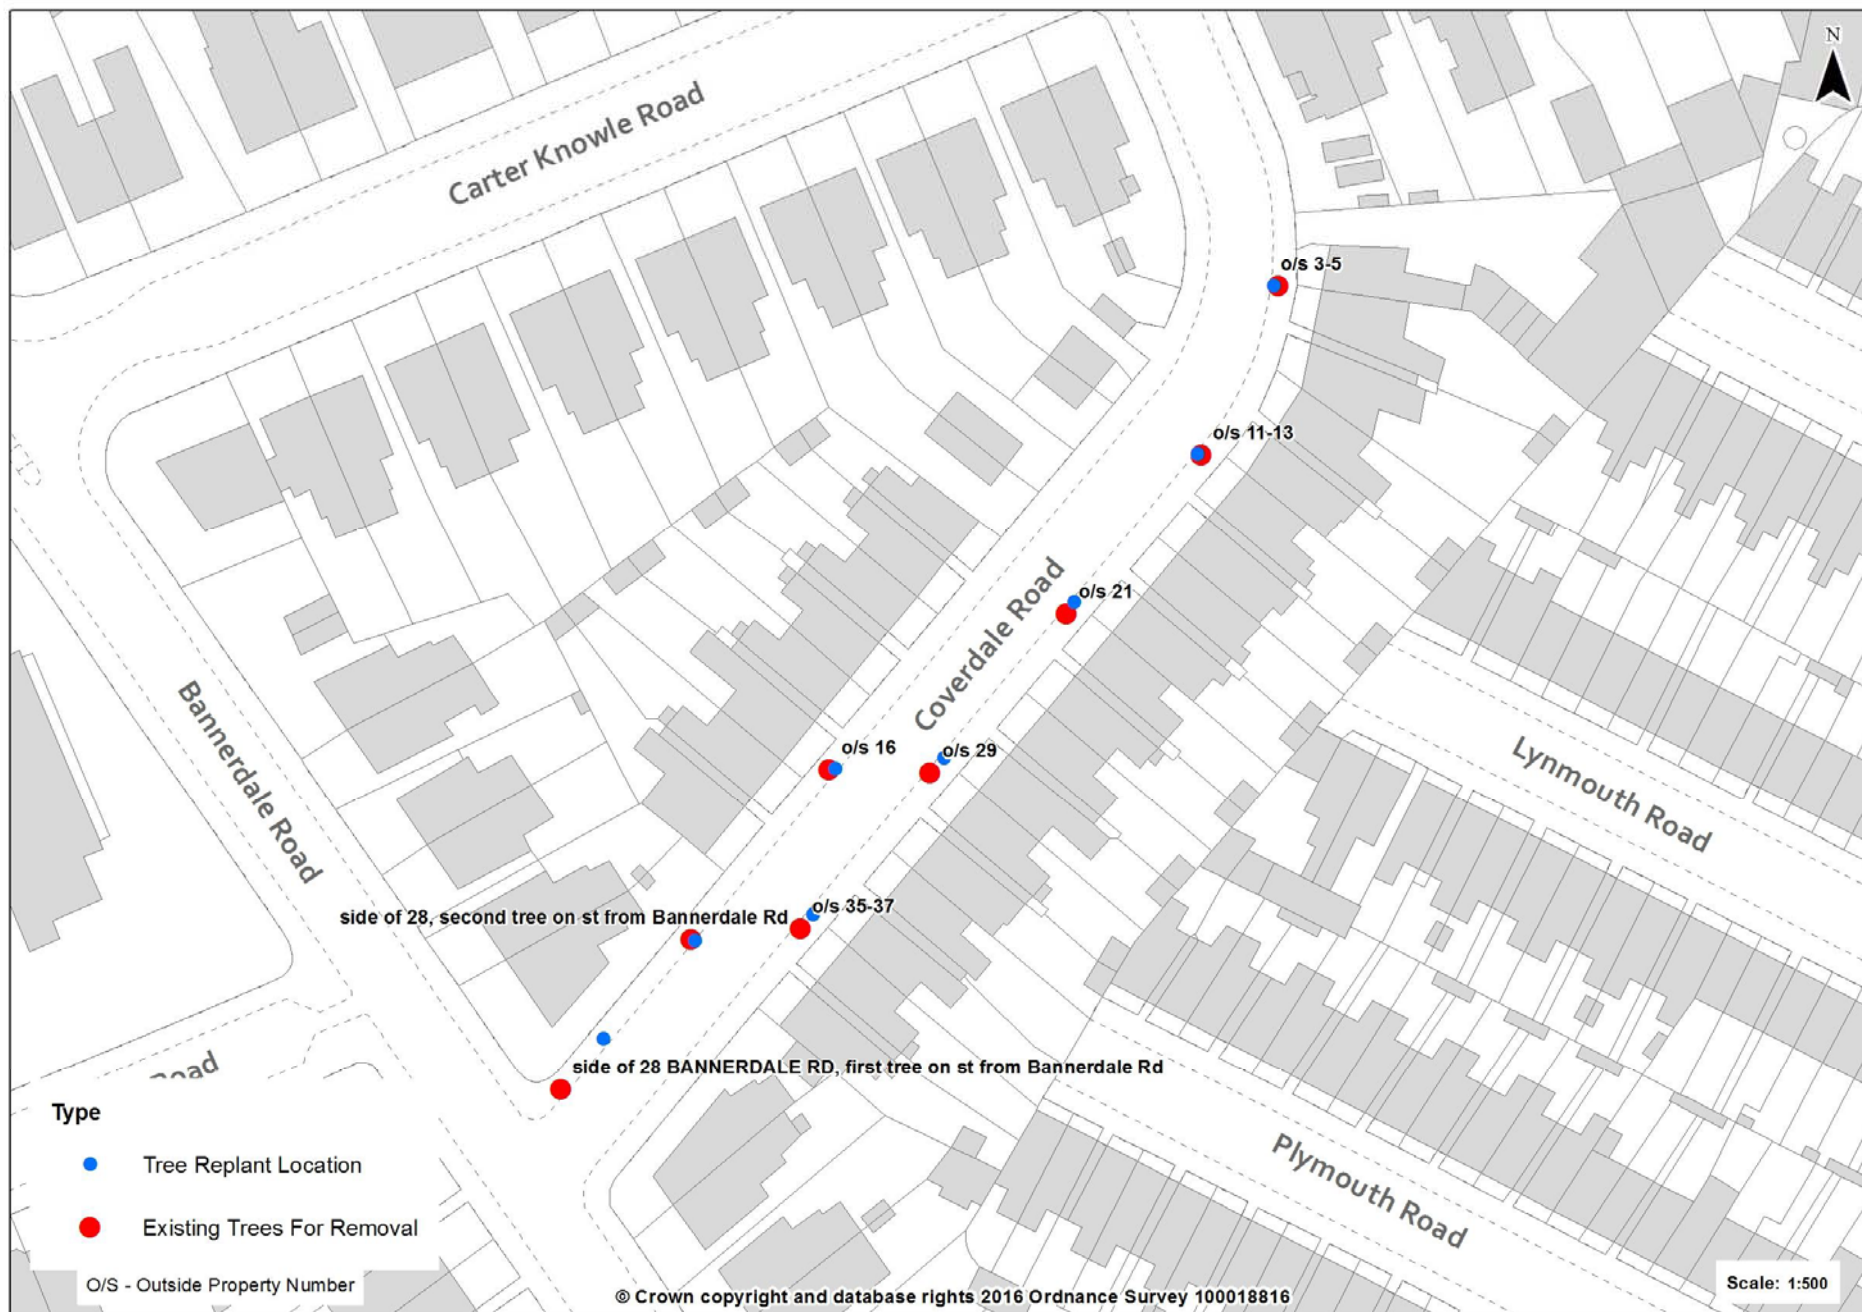 N
Carter Knowle Road
o/s 3-5
o/s 11-13
Coverdale Road
o/s 21
Bannerdale Road
o/s 16
o/s 29
Lynmouth Road
side of 28, second tree on st from Bannerdale Rd
o/s 35-37
Road
side of 28 BANNERDALE RD, first tree on st from Bannerdale Rd
Type
Tree Replant Location
Existing Trees For Removal
Plymouth Road
O/S - Outside Property Number
© Crown copyright and database rights 2016 Ordnance Survey 100018816
Scale: 1:500